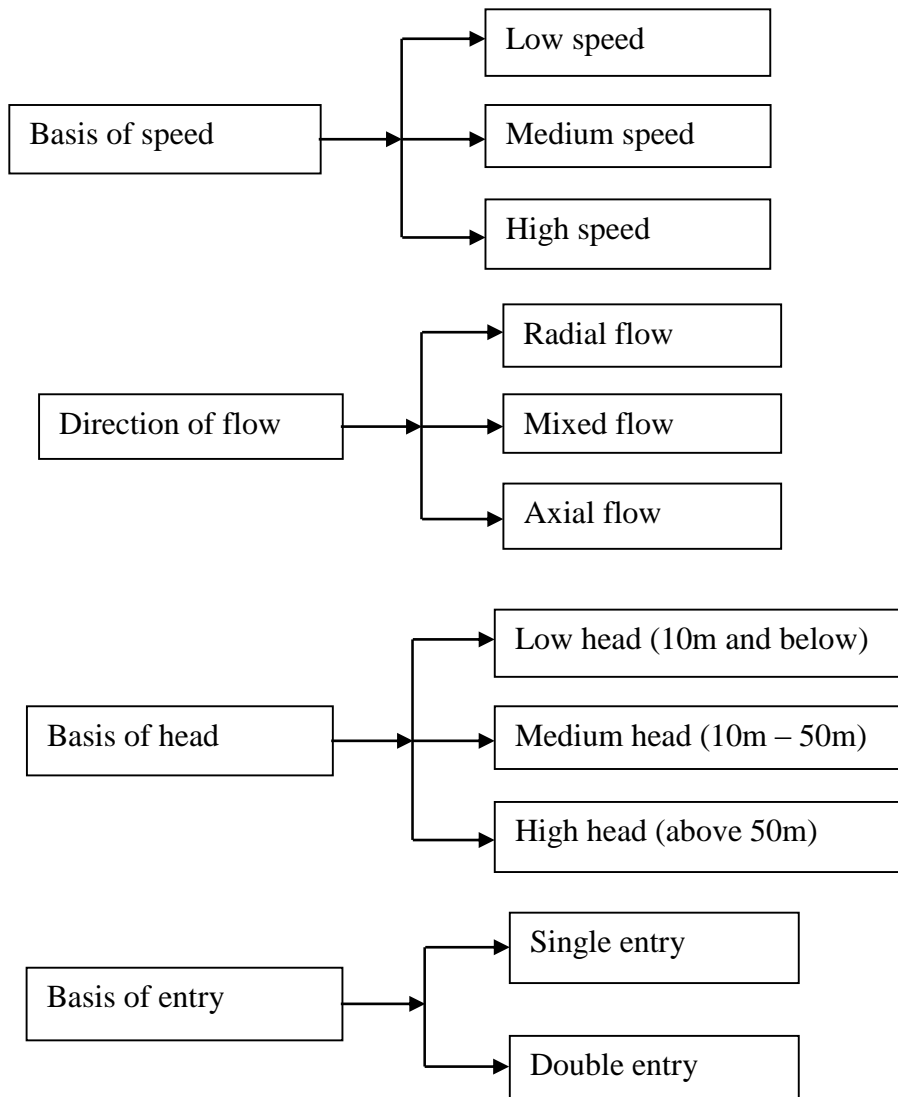 Basis of speed
Low speed
Medium speed
High speed
Direction of flow
Radial flow
Mixed flow
Axial flow
Basis of head
Low head (10m and below)
Medium head (10m – 50m)
High head (above 50m)
Basis of entry
Single entry
Double entry